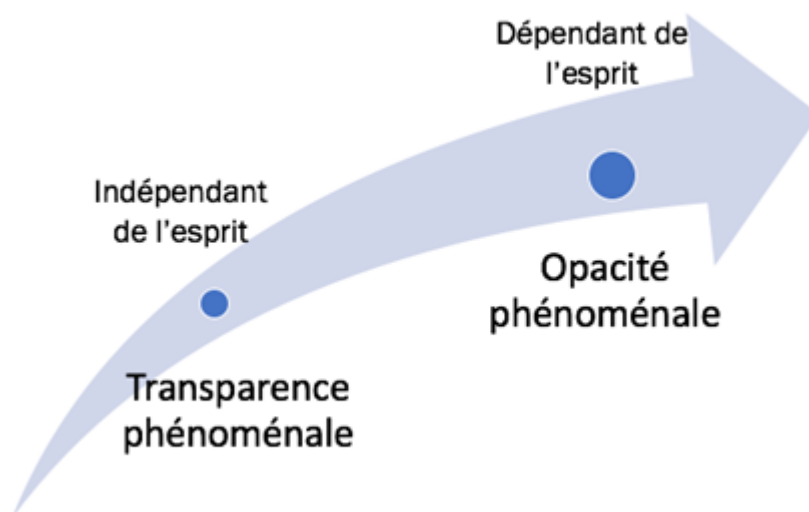 Dépendant de
l'esprit
Indépendant
de l'esprit
Opacité
phénoménale
Transparence
phénoménale